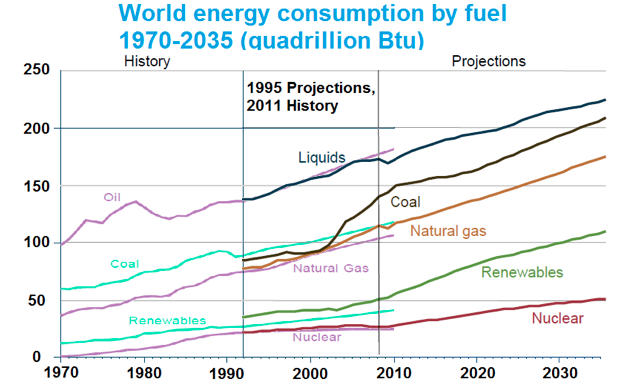 World energy consumption by fuel
1970-2035 (quadrillion Btu)
History
Projections
1995 Projections,
2011 History
250
200
150
100
50
0
Oil
Liquids
Coal
Coal
Natural gas
Natural Gas
Renewables
Renewables
Nuclear
Nuclear
1970
1980
1990
2000
2010
2020
2030